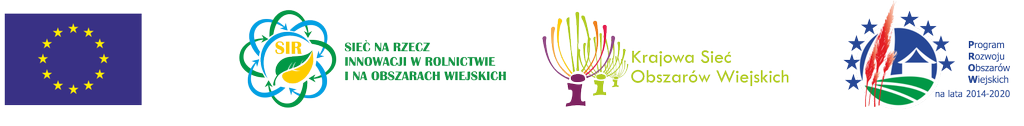 SIR
SIEĆ NA RZECZ
INNOWACJI W ROLNICTWIE
I NA OBSZARACH WIEJSKICH
Krajowa Sieć
Obszarów Wiejskich
Program
Rozwoju
Obszarów
Wiejskich
na lata 2014-2020